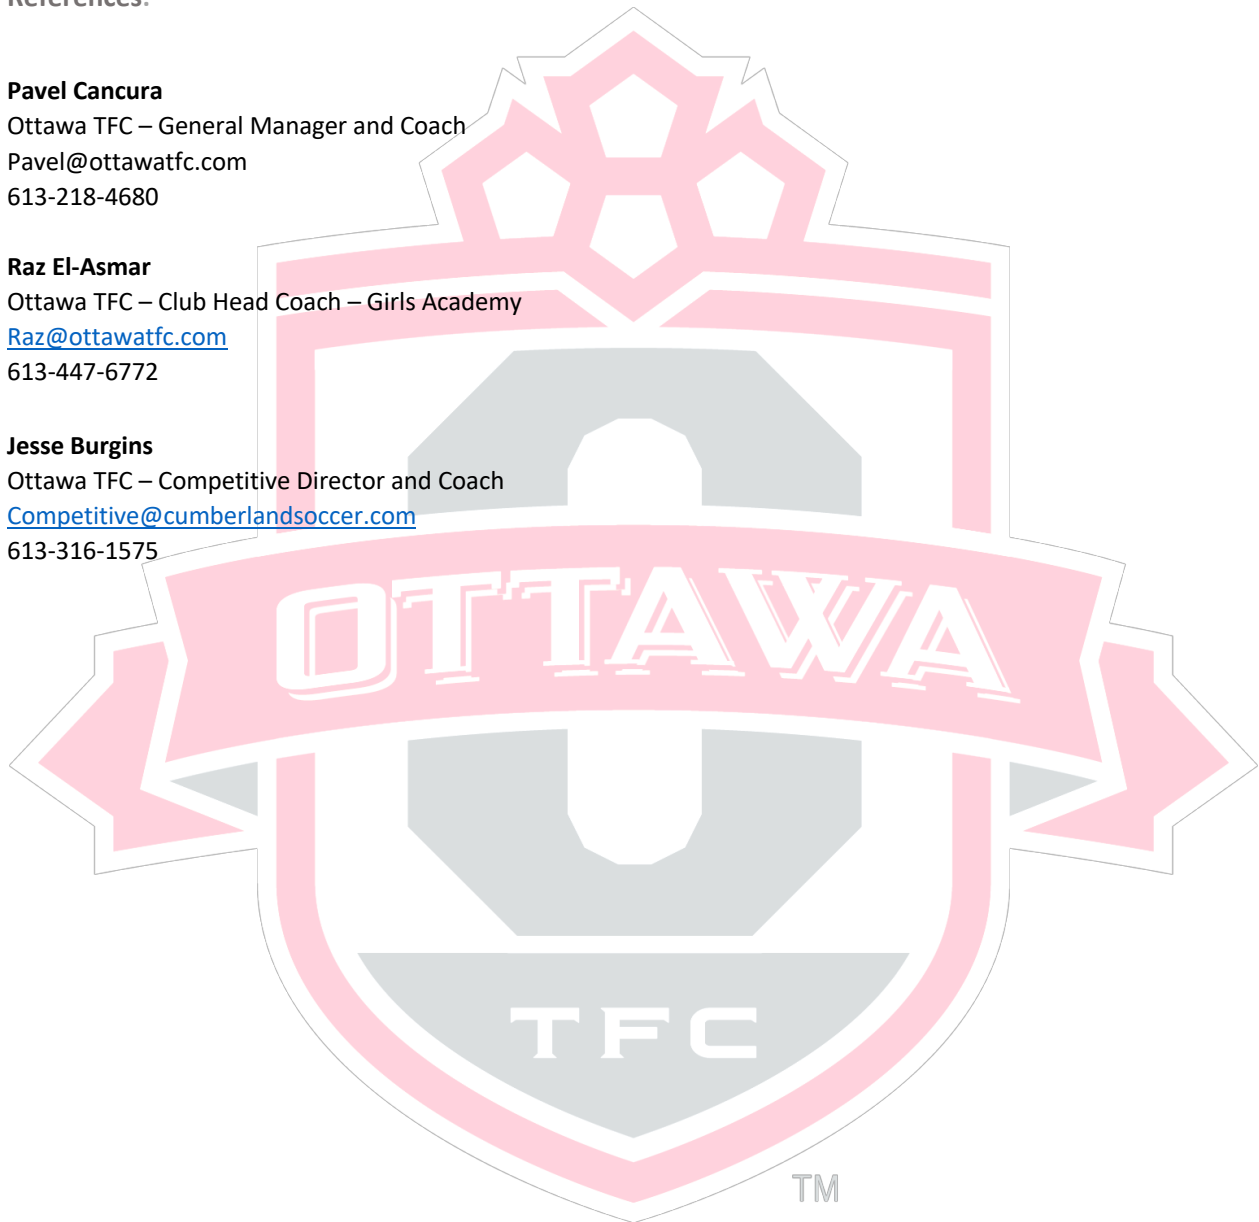 References:
Pavel Cancura
Ottawa TFC – General Manager and Coach
Pavel@ottawatfc.com
613-218-4680
Raz El-Asmar
Ottawa TFC – Club Head Coach – Girls Academy
Raz@ottawatfc.com
613-447-6772
Jesse Burgins
Ottawa TFC – Competitive Director and Coach
Competitive@cumberlandsoccer.com
613-316-1575
OTTAWA
TFC
TM